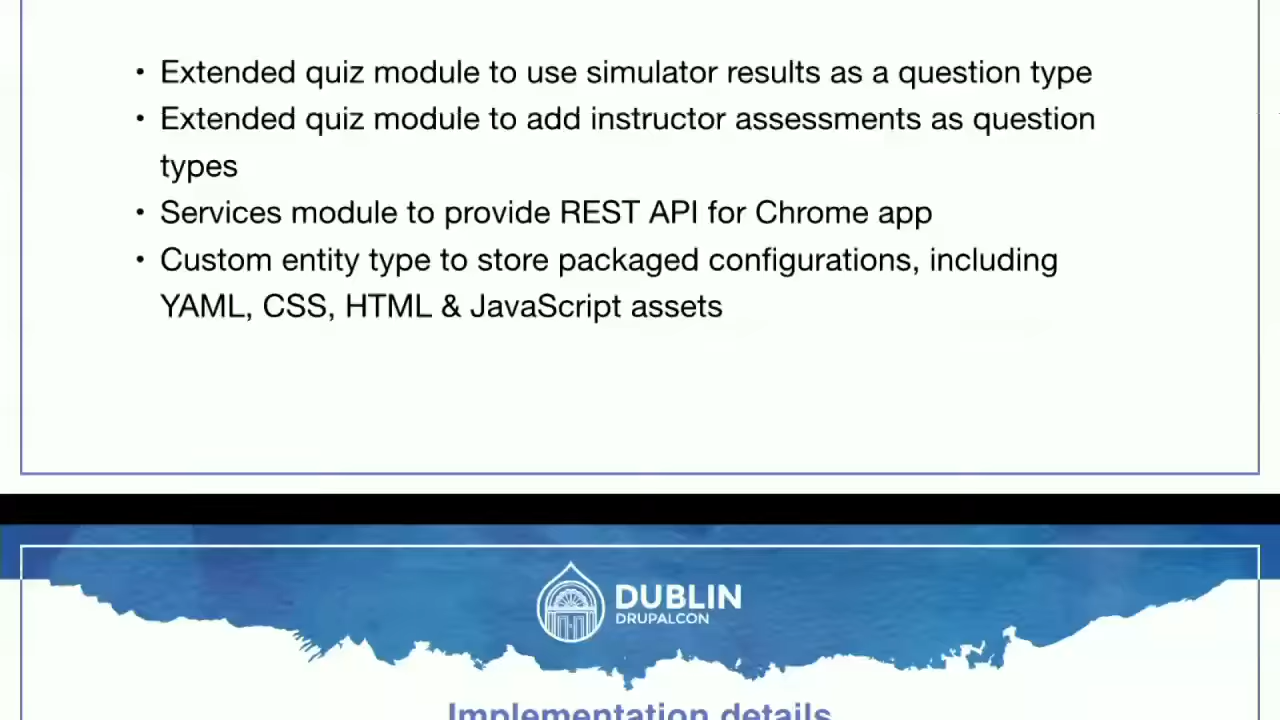 • Extended quiz module to use simulator results as a question type
• Extended quiz module to add instructor assessments as question
types
• Services module to provide REST API for Chrome app
• Custom entity type to store packaged configurations, including
YAML, CSS, HTML & JavaScript assets
DUBLIN
DRUPALCON
Implementation details